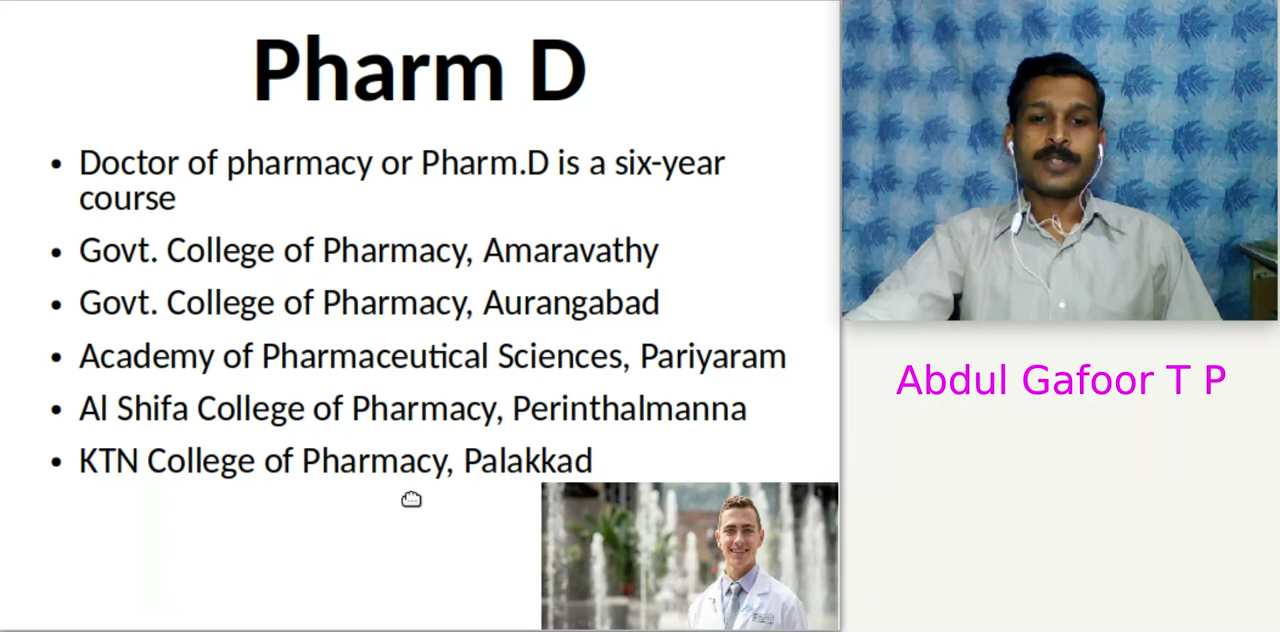 Pharm D
• Doctor of pharmacy or Pharm.D is a six-year
course
• Govt. College of Pharmacy, Amaravathy
• Govt. College of Pharmacy, Aurangabad
• Academy of Pharmaceutical Sciences, Pariyaram
• Al Shifa College of Pharmacy, Perinthalmanna
• KTN College of Pharmacy, Palakkad
Abdul Gafoor T P